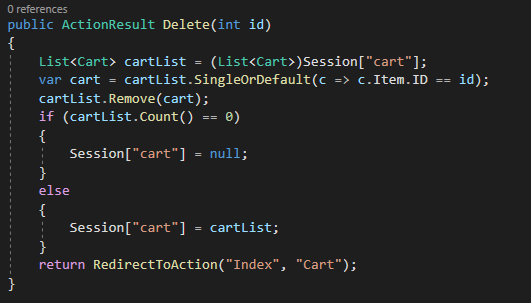 0 references
public ActionResult Delete(int id)
{
    List<Cart> cartList = (List<Cart>)Session["cart"];
    var cart = cartList.SingleOrDefault(c => c.Item.ID == id);
    cartList.Remove(cart);
    if (cartList.Count() == 0)
    {
        Session["cart"] = null;
    }
    else
    {
        Session["cart"] = cartList;
    }
    return RedirectToAction("Index", "Cart");
}